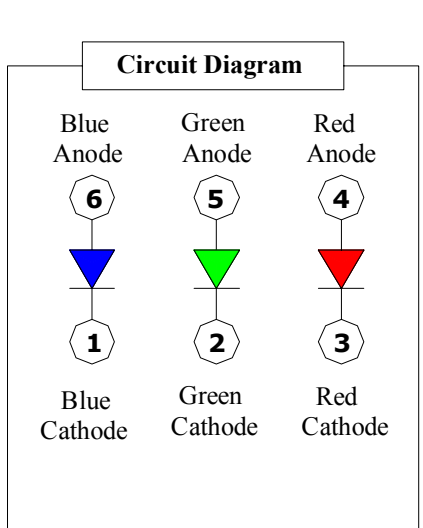 Circuit Diagram
Blue Green Red
Anode Anode Anode
6 5 4
1 2 3
Blue Green Red
Cathode Cathode Cathode